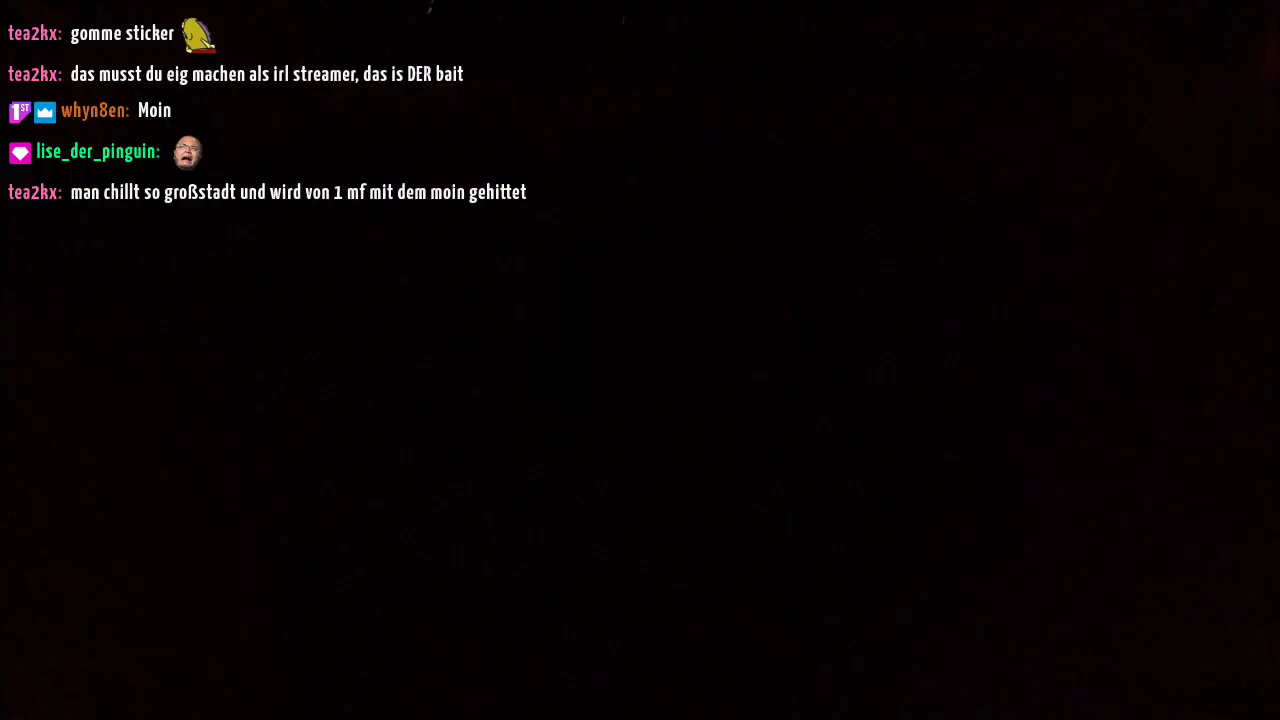 tea2kx: gomme sticker
tea2kx: das musst du eig machen als irl streamer, das is DER bait
1ST whyn8en: Moin
lise_der_pinguin:
tea2kx: man chillt so großstadt und wird von 1 mf mit dem moin gehittet